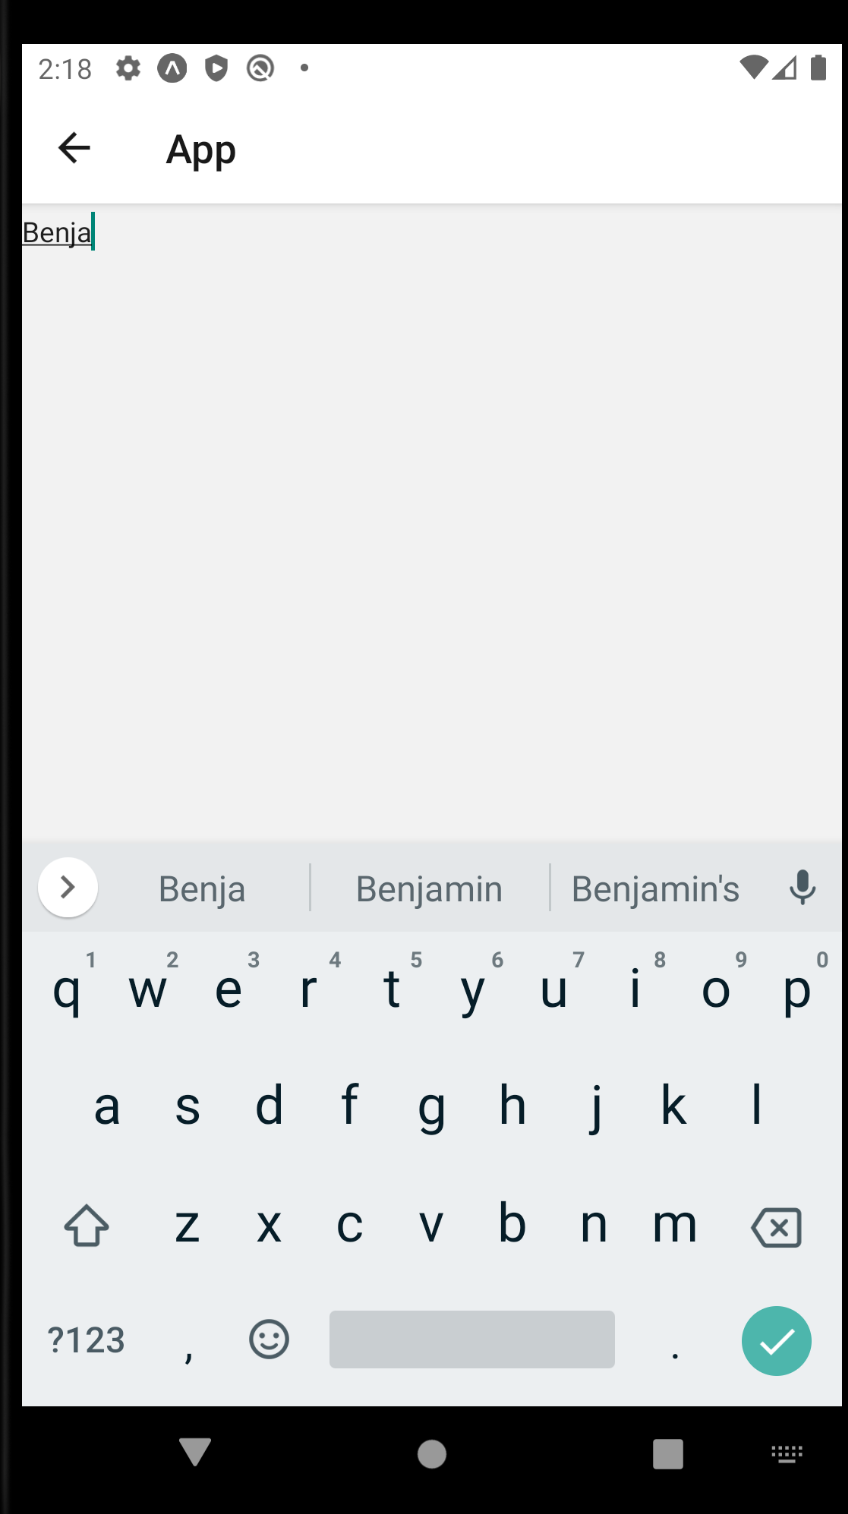 2:18
App
Benja
Benja Benjamin Benjamin's
1 2 3 4 5 6 7 8 9 0
q w e r t y u i o p
a s d f g h j k l
z x c v b n m
?123 , .